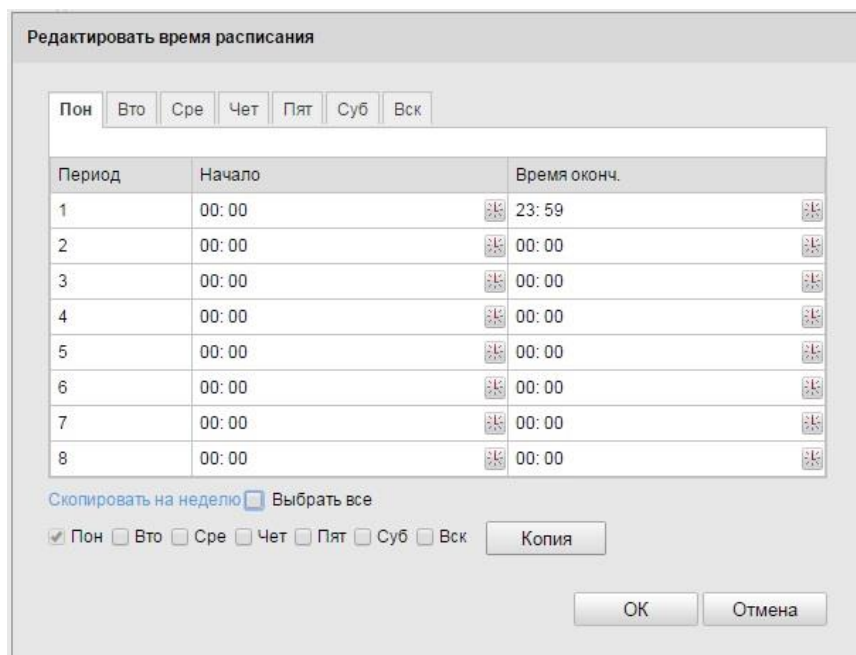 Редактировать время расписания
Пон Вто Сре Чет Пят Суб Вск
Период Начало Время оконч.
1 00: 00 23: 59
2 00: 00 00: 00
3 00: 00 00: 00
4 00: 00 00: 00
5 00: 00 00: 00
6 00: 00 00: 00
7 00: 00 00: 00
8 00: 00 00: 00
Скопировать на неделю Выбрать все
Пон Вто Сре Чет Пят Суб Вск Копия
ОК Отмена